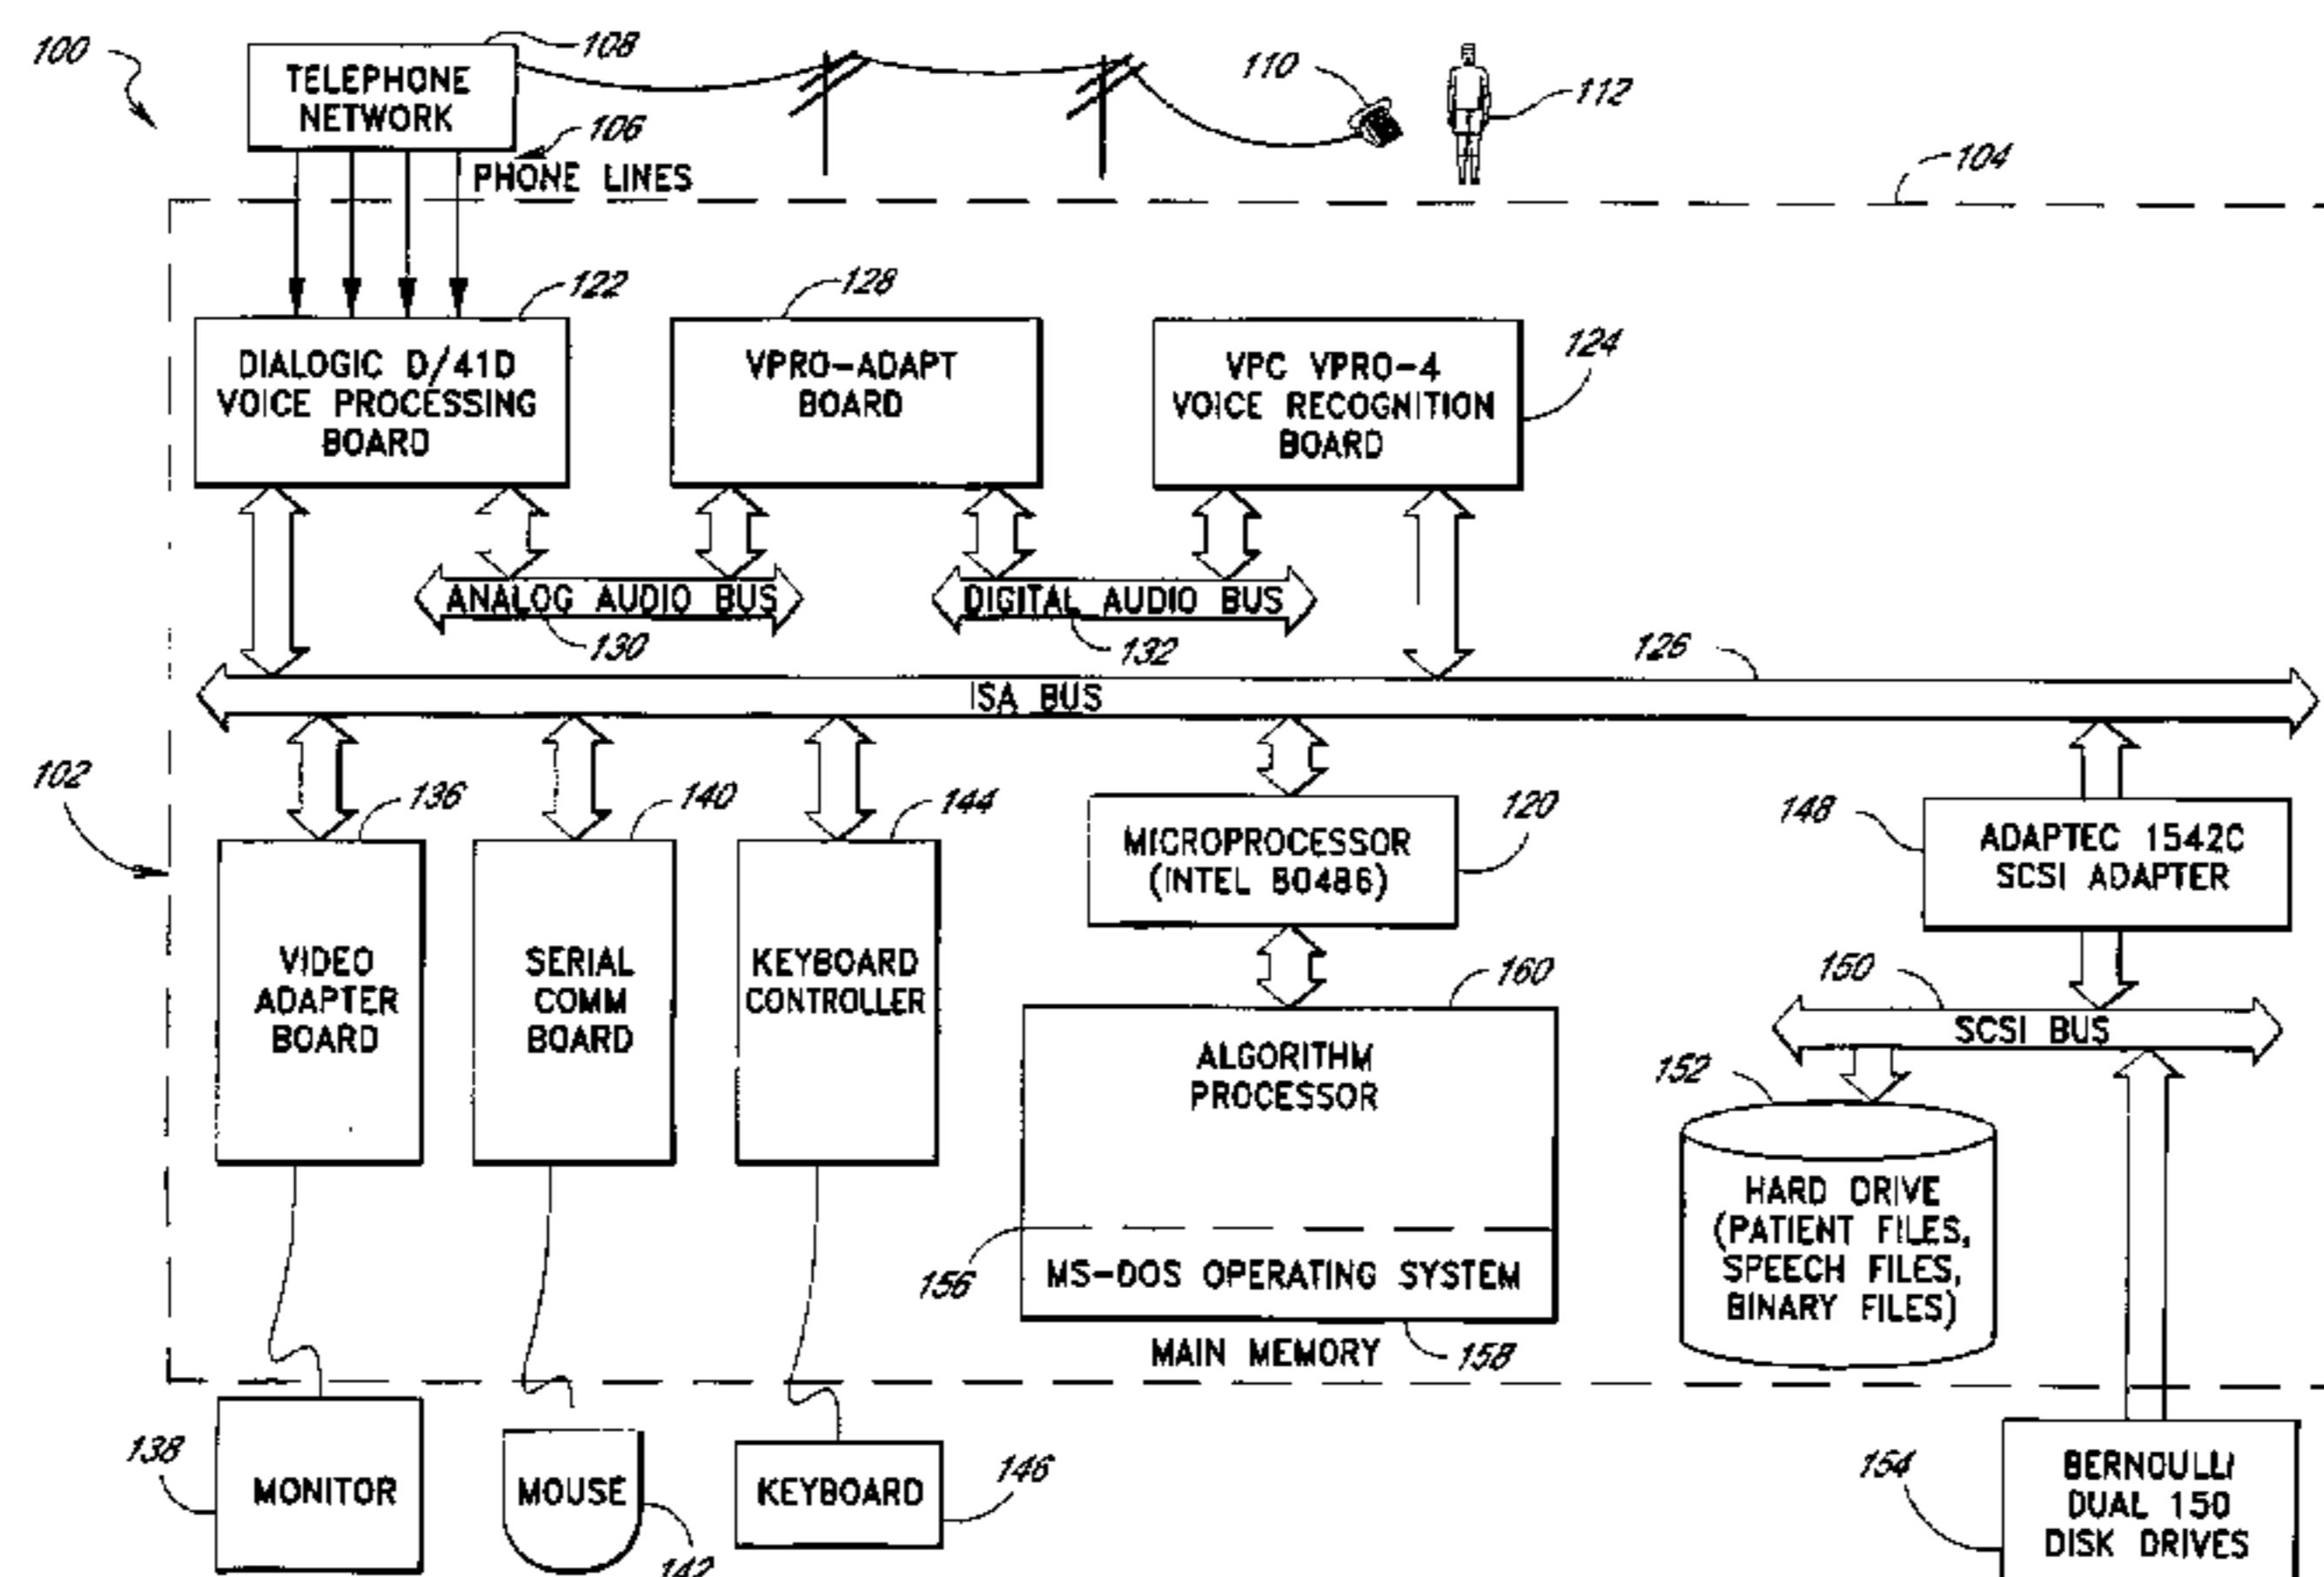 100
108
TELEPHONE
NETWORK
106
PHONE LINES
110
112
104
122
DIALOGIC D/41D
VOICE PROCESSING
BOARD
128
VPRO-ADAPT
BOARD
124
VPC VPRO-4
VOICE RECOGNITION
BOARD
ANALOG AUDIO BUS
130
DIGITAL AUDIO BUS
132
126
ISA BUS
102
136
VIDEO
ADAPTER
BOARD
140
SERIAL
COMM
BOARD
144
KEYBOARD
CONTROLLER
120
MICROPROCESSOR
(INTEL 80486)
148
ADAPTEC 1542C
SCSI ADAPTER
160
ALGORITHM
PROCESSOR
156
MS-DOS OPERATING SYSTEM
MAIN MEMORY
158
150
SCSI BUS
152
HARD DRIVE
(PATIENT FILES,
SPEECH FILES,
BINARY FILES)
138
MONITOR
MOUSE
142
KEYBOARD
146
154
BERNOULLI
DUAL 150
DISK DRIVES